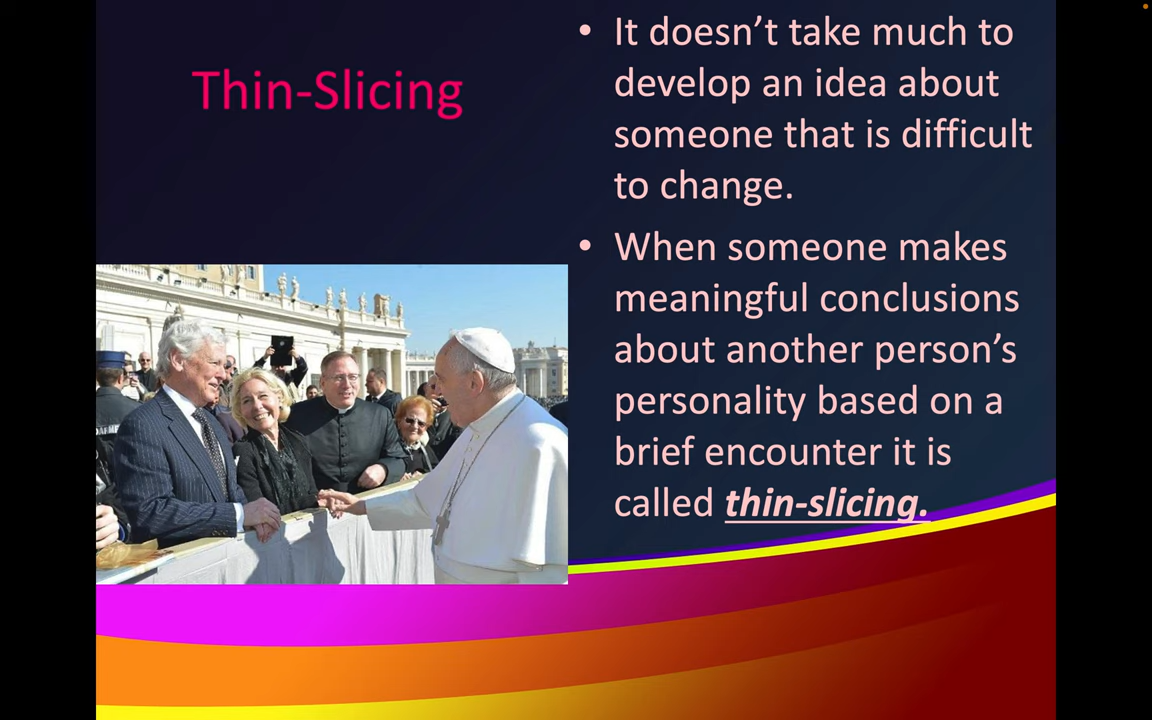 Thin-Slicing
• It doesn’t take much to
develop an idea about
someone that is difficult
to change.
• When someone makes
meaningful conclusions
about another person’s
personality based on a
brief encounter it is
called thin-slicing.